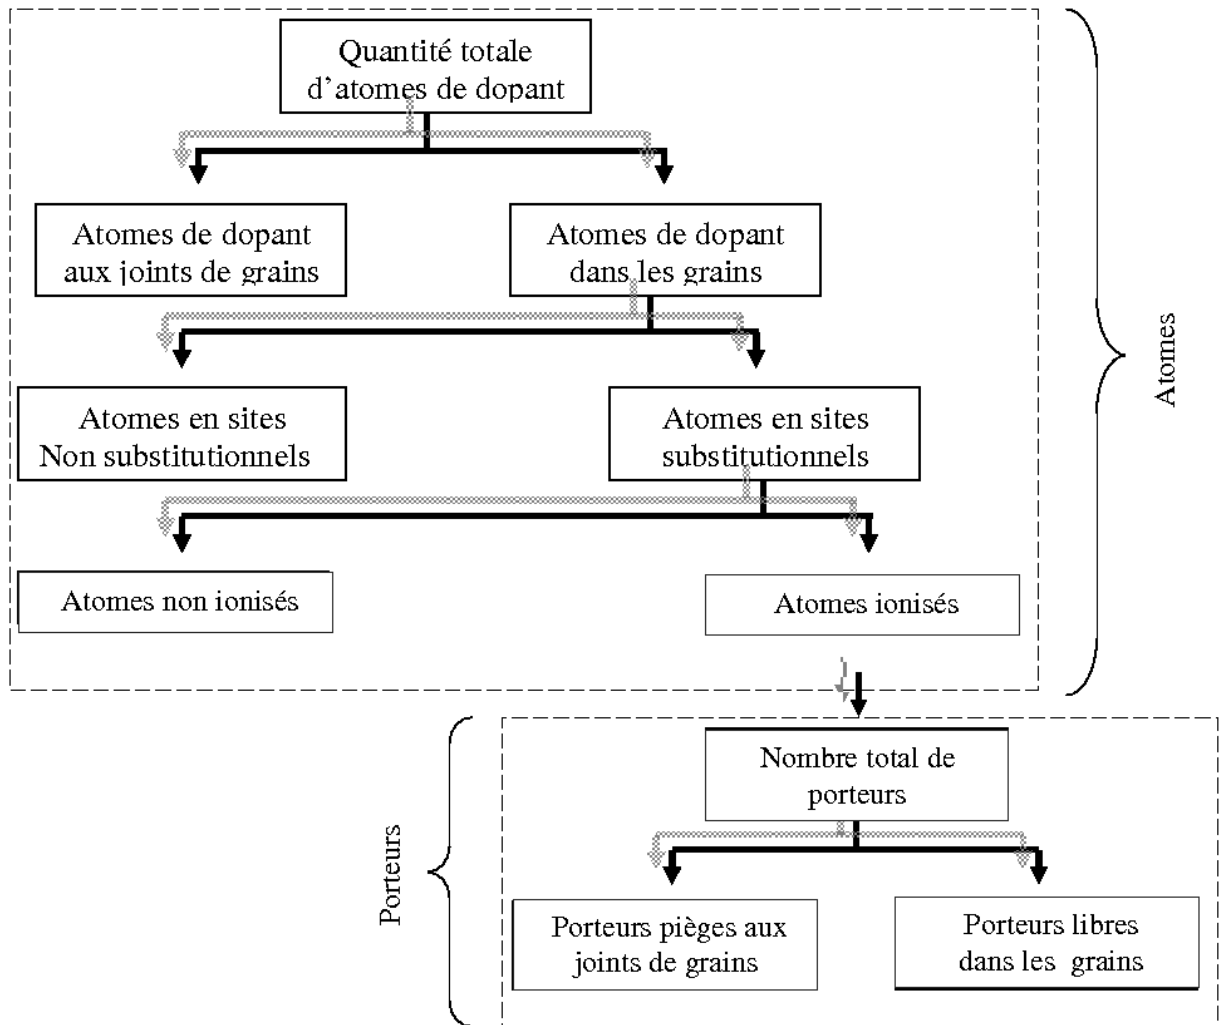 Quantité totale
d'atomes de dopant
Atomes de dopant
aux joints de grains
Atomes de dopant
dans les grains
Atomes
Atomes en sites
Non substitutionnels
Atomes en sites
substitutionnels
Atomes non ionisés
Atomes ionisés
Nombre total de
porteurs
Porteurs
Porteurs pièges aux
joints de grains
Porteurs libres
dans les grains